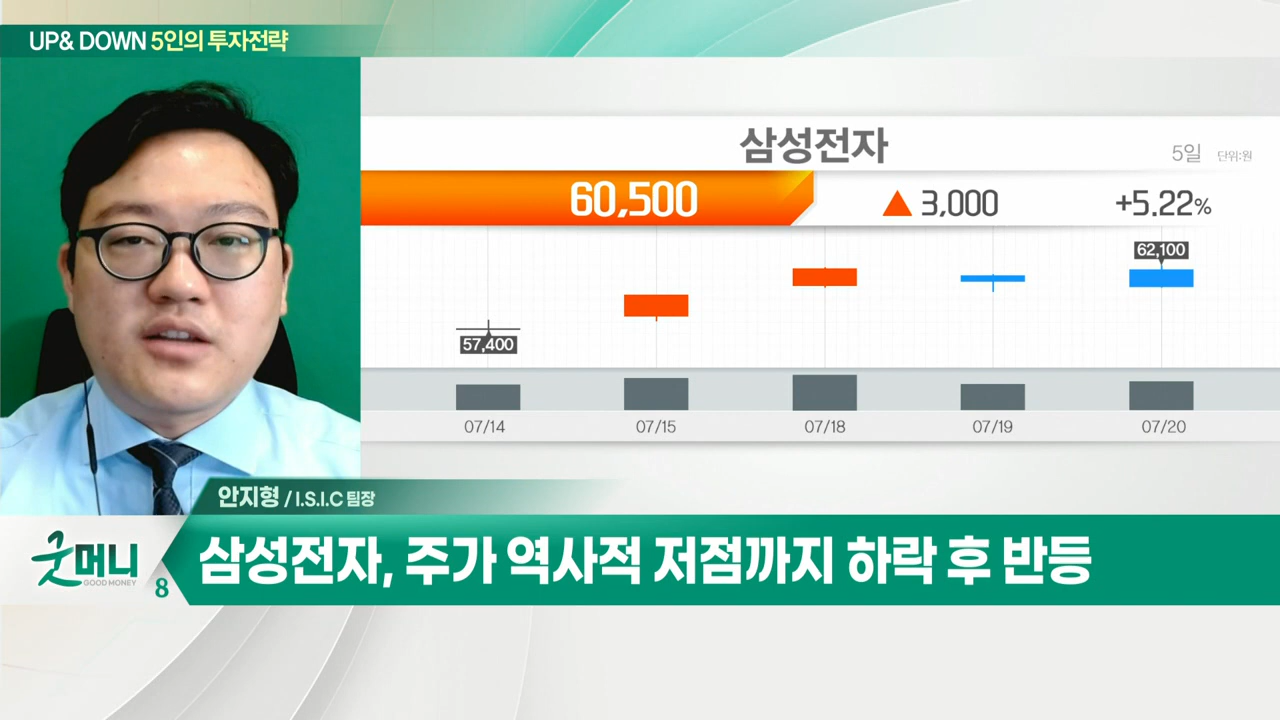 UP& DOWN 5인의 투자전략
삼성전자
5일 단위:원
60,500 ▲ 3,000 +5.22%
62,100
57,400
07/14 07/15 07/18 07/19 07/20
안지형 / I.S.I.C 팀장
굿머니
GOOD MONEY
8
삼성전자, 주가 역사적 저점까지 하락 후 반등